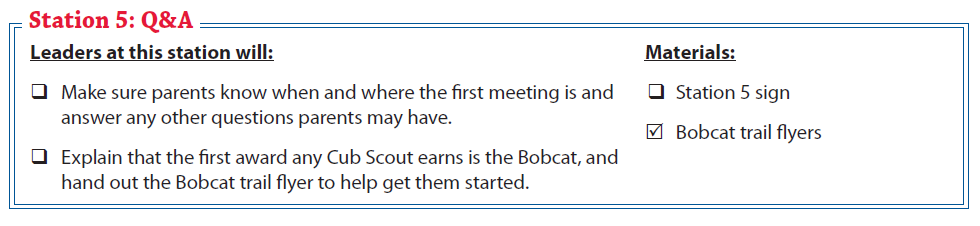 Station 5: Q&A
Leaders at this station will:
❑ Make sure parents know when and where the first meeting is and
answer any other questions parents may have.
❑ Explain that the first award any Cub Scout earns is the Bobcat, and
hand out the Bobcat trail flyer to help get them started.
Materials:
❑ Station 5 sign
☑ Bobcat trail flyers